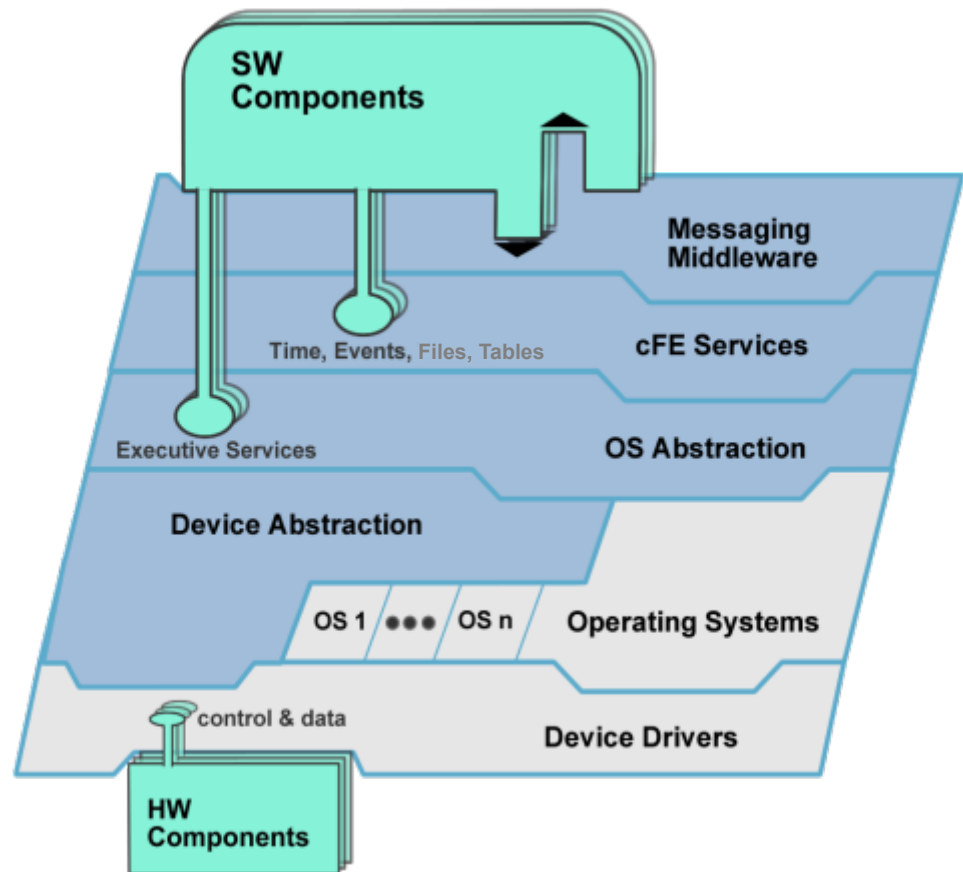 SW
Components
Messaging
Middleware
Time, Events, Files, Tables
cFE Services
Executive Services
OS Abstraction
Device Abstraction
OS 1 ●●● OS n Operating Systems
control & data
Device Drivers
HW
Components